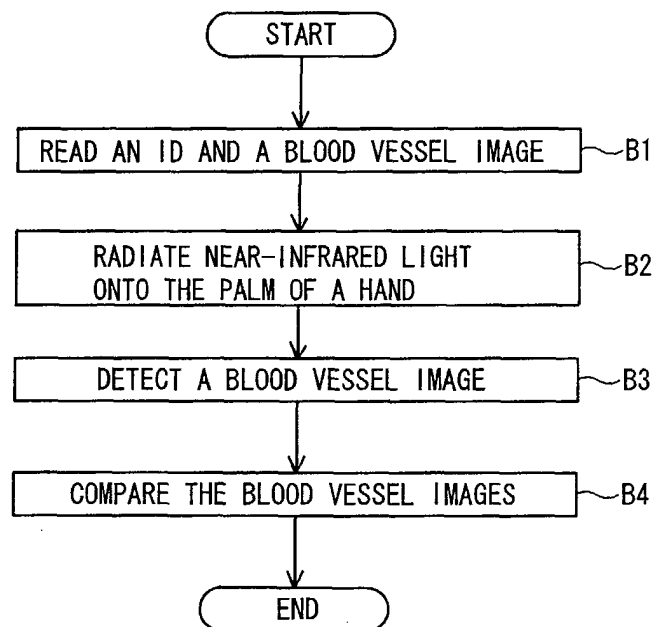 START
READ AN ID AND A BLOOD VESSEL IMAGE
B1
RADIATE NEAR-INFRARED LIGHT
ONTO THE PALM OF A HAND
B2
DETECT A BLOOD VESSEL IMAGE
B3
COMPARE THE BLOOD VESSEL IMAGES
B4
END